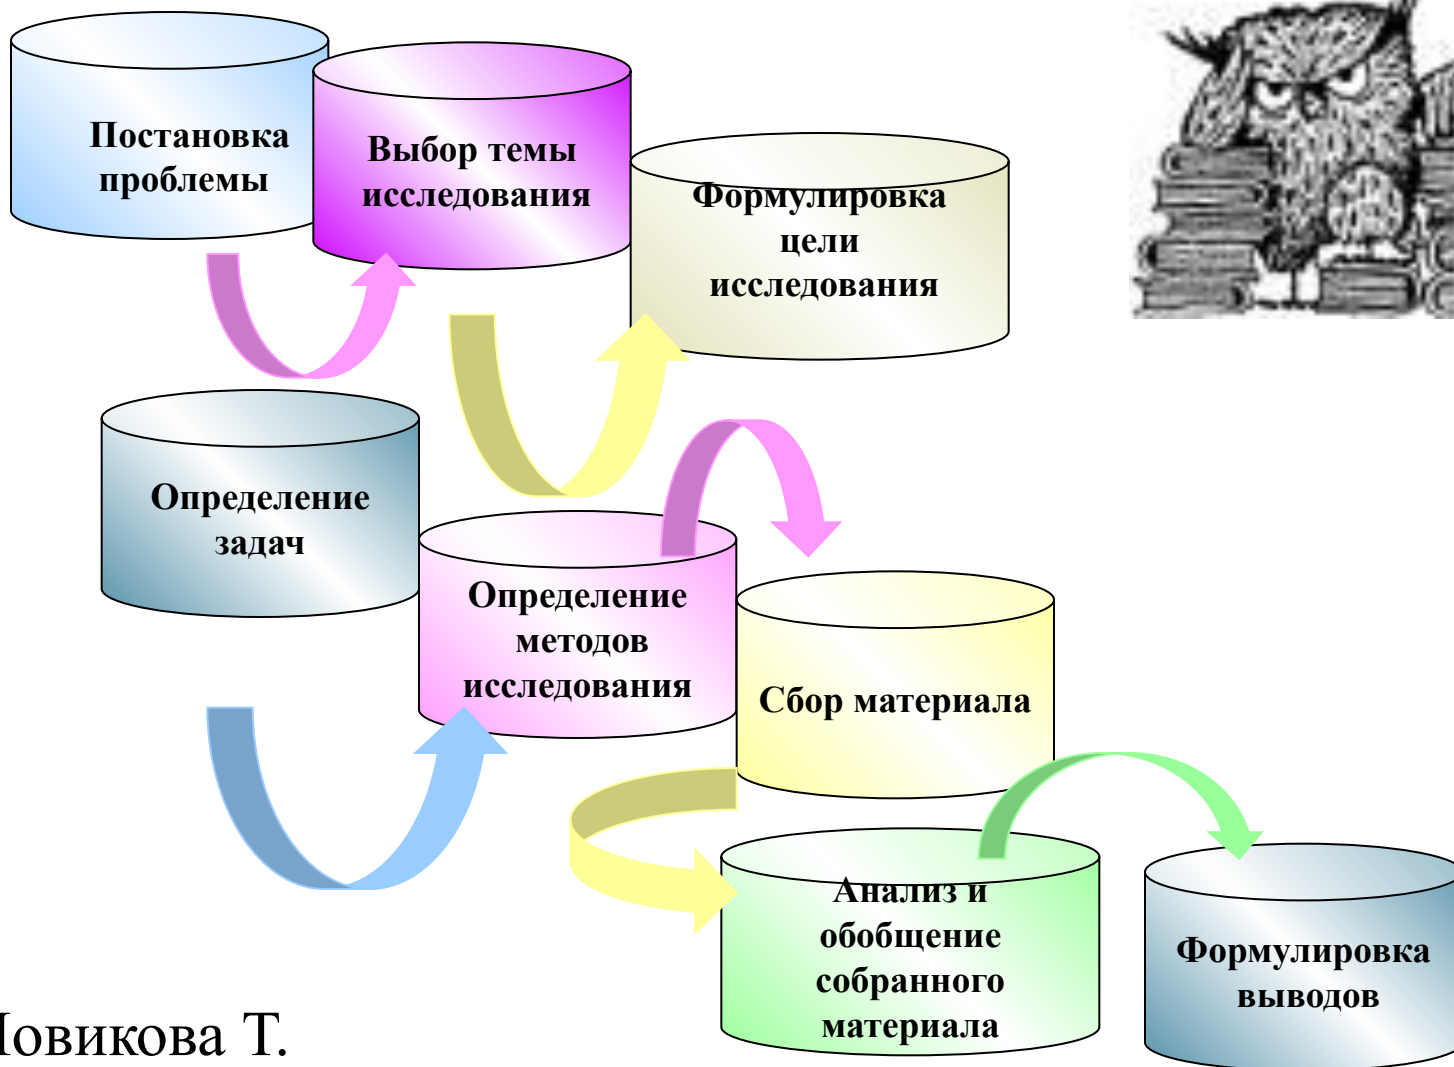 Постановка
проблемы
Выбор темы
исследования
Формулировка
цели
исследования
Определение
задач
Определение
методов
исследования
Сбор материала
Анализ и
обобщение
собранного
материала
Формулировка
выводов
Т.